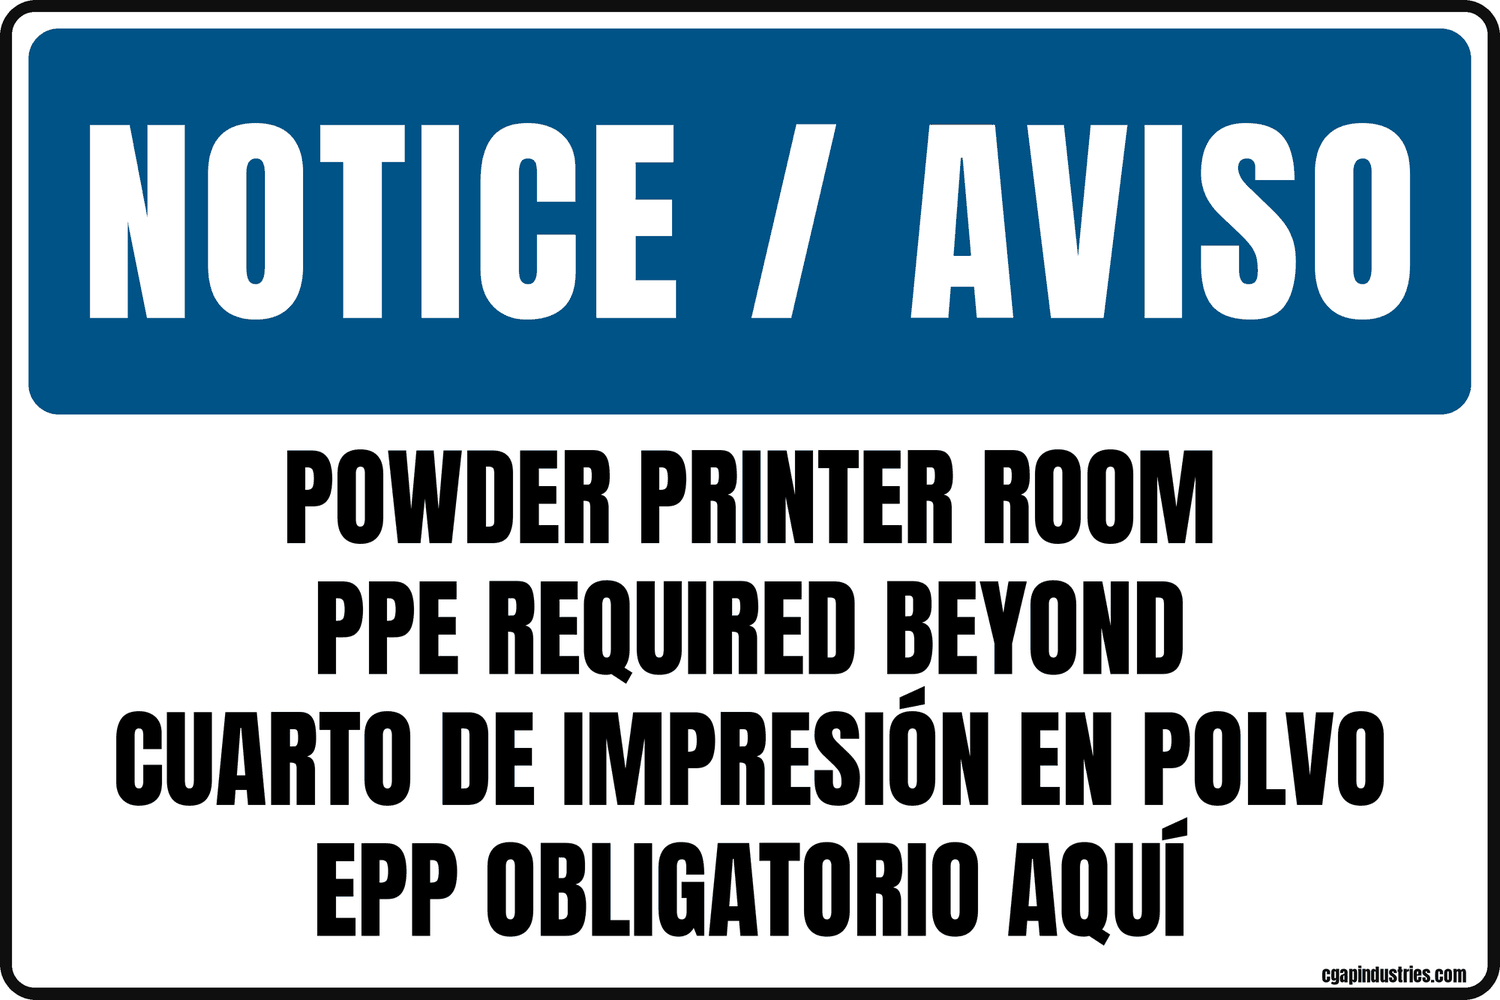 NOTICE / AVISO
POWDER PRINTER ROOM
PPE REQUIRED BEYOND
CUARTO DE IMPRESIÓN EN POLVO
EPP OBLIGATORIO AQUÍ
cgapindustries.com